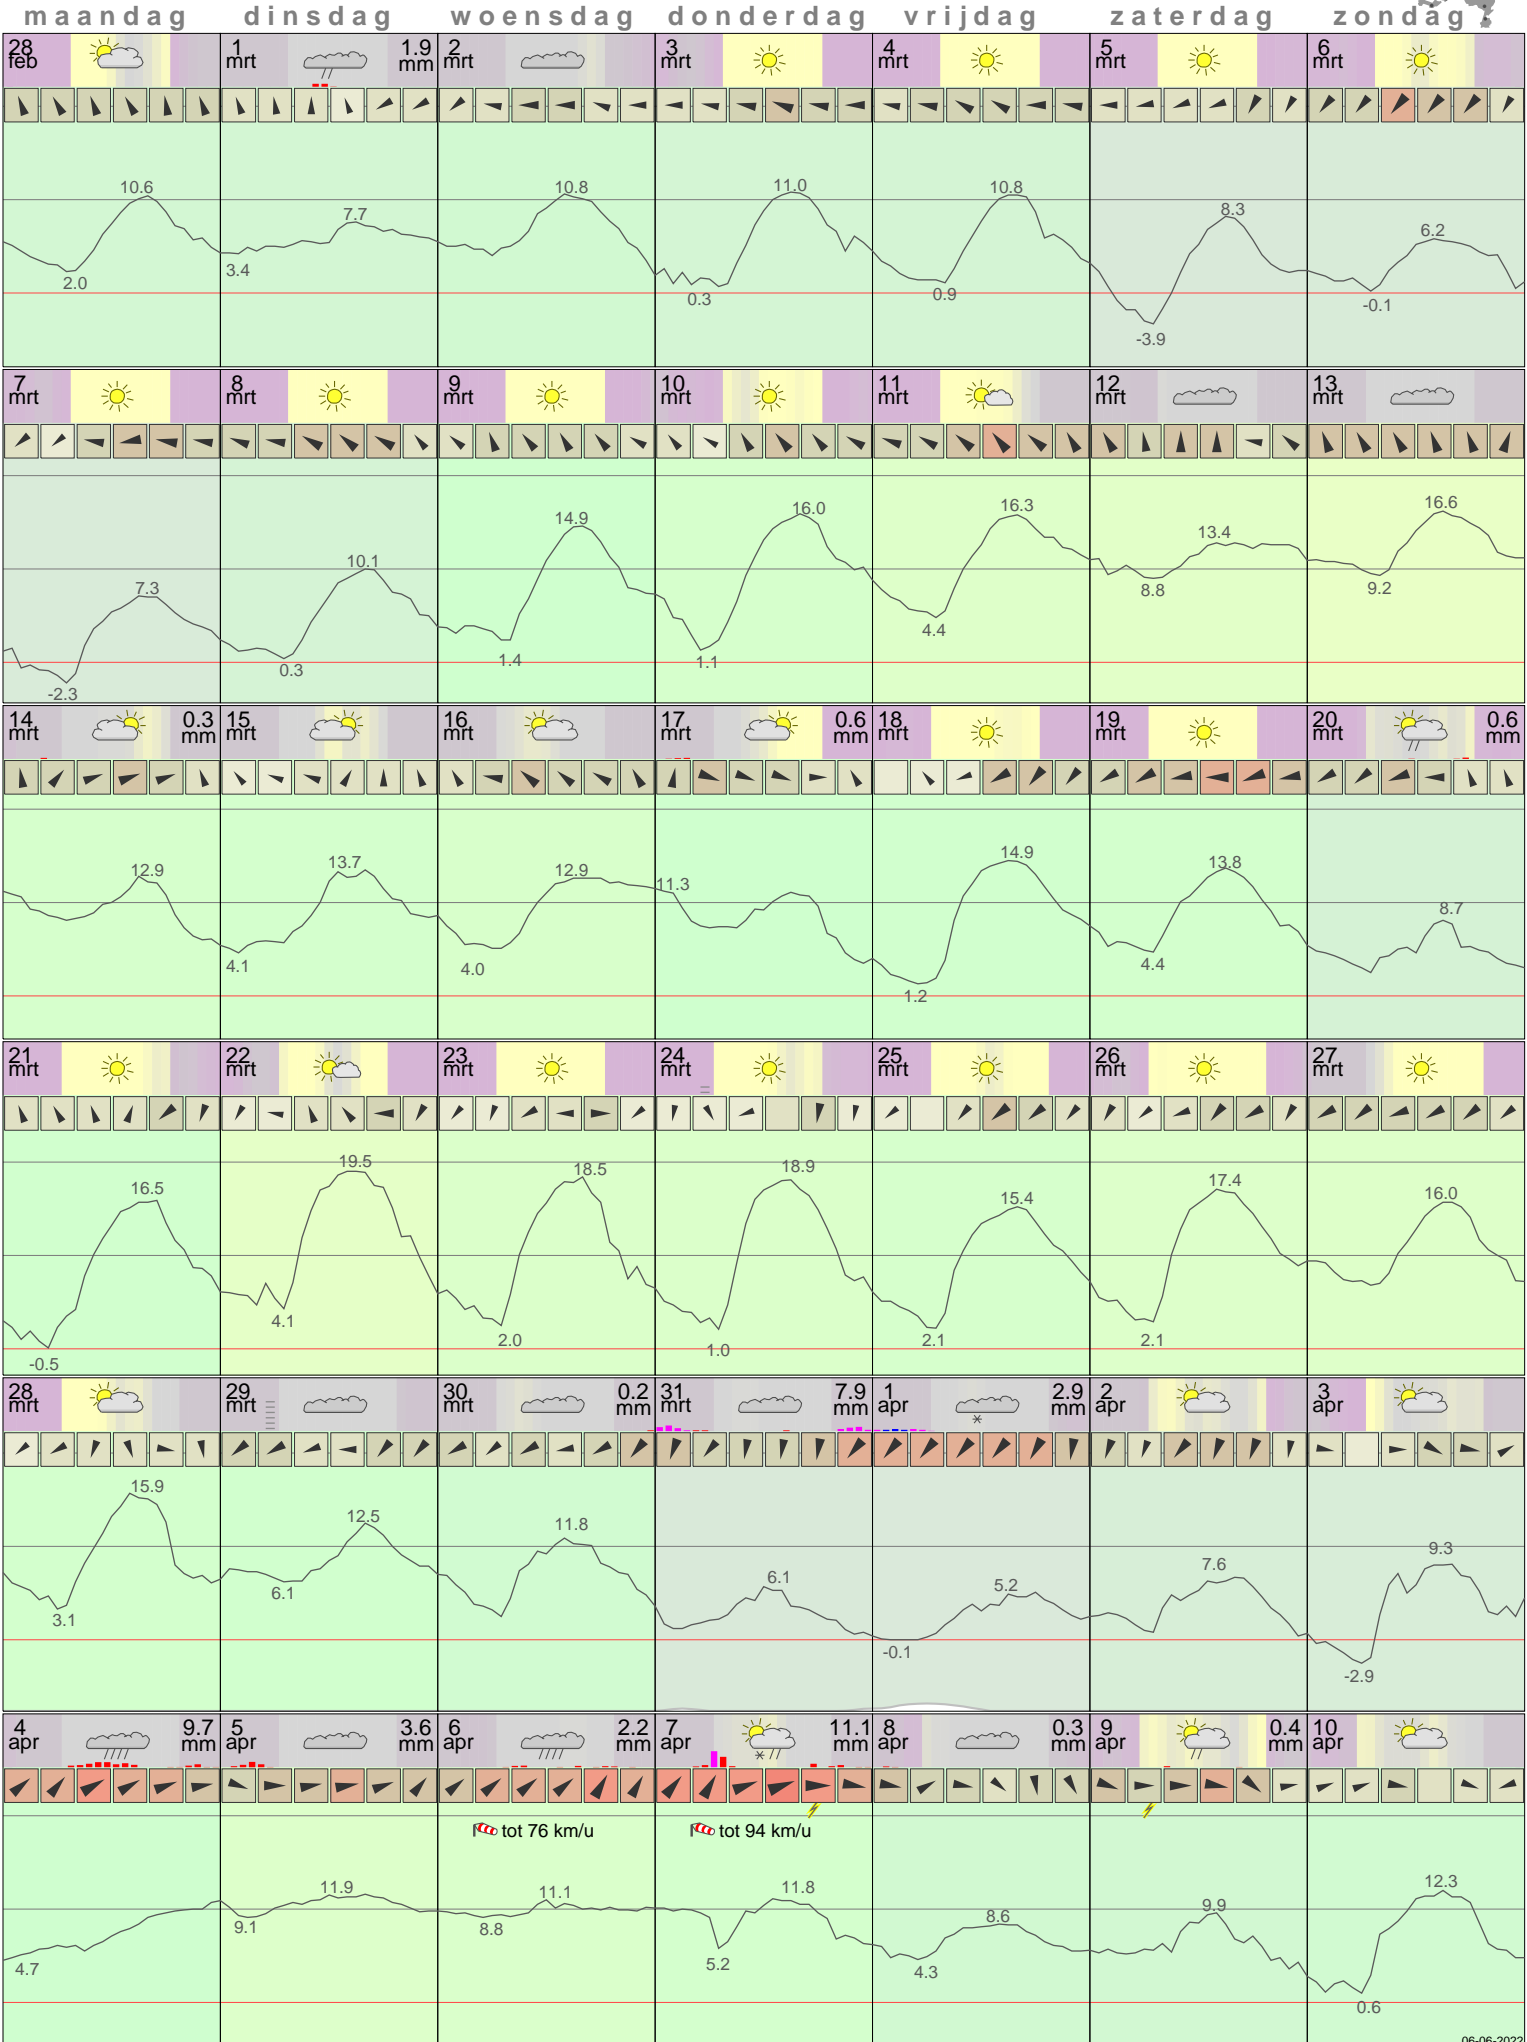 maandag dinsdag woensdag donderdag vrijdag zaterdag zondag
28 feb 1 mrt 1.9 mm 2 mrt 3 mrt 4 mrt 5 mrt 6 mrt
10.6 7.7 10.8 11.0 10.8 8.3 6.2
2.0 3.4 0.3 0.9 -3.9 -0.1
7 mrt 8 mrt 9 mrt 10 mrt 11 mrt 12 mrt 13 mrt
7.3 10.1 14.9 16.0 16.3 13.4 16.6
-2.3 0.3 1.4 1.1 4.4 8.8 9.2
14 mrt 0.3 mm 15 mrt 16 mrt 17 mrt 0.6 mm 18 mrt 19 mrt 20 mrt 0.6 mm
12.9 13.7 12.9 11.3 14.9 13.8 8.7
4.1 4.0 1.2 4.4
21 mrt 22 mrt 23 mrt 24 mrt 25 mrt 26 mrt 27 mrt
16.5 19.5 18.5 18.9 15.4 17.4 16.0
-0.5 4.1 2.0 1.0 2.1 2.1
28 mrt 29 mrt 30 mrt 0.2 mm 31 mrt 7.9 mm 1 apr 2.9 mm 2 apr 3 apr
15.9 12.5 11.8 6.1 5.2 7.6 9.3
3.1 6.1 -0.1 -2.9
4 apr 9.7 mm 5 apr 3.6 mm 6 apr 2.2 mm 7 apr 11.1 mm 8 apr 0.3 mm 9 apr 0.4 mm 10 apr
tot 76 km/u tot 94 km/u
11.9 11.1 11.8 8.6 9.9 12.3
4.7 9.1 8.8 5.2 4.3 0.6
06-06-2022